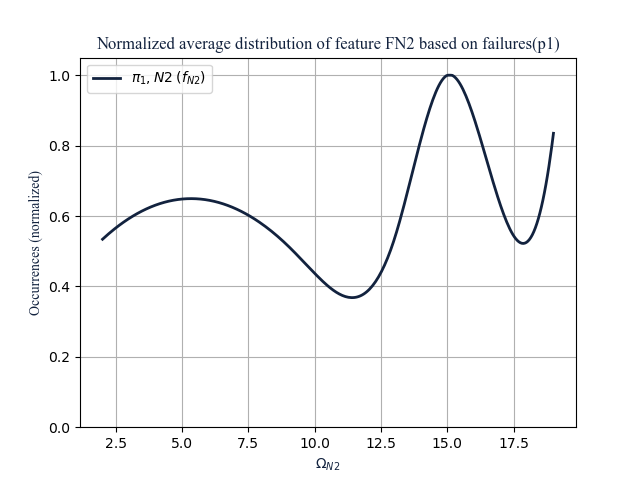 Normalized average distribution of feature FN2 based on failures(p1)
π₁, N2 (f_N2)
1.0
0.8
0.6
0.4
0.2
0.0
Occurrences (normalized)
2.5 5.0 7.5 10.0 12.5 15.0 17.5
Ω_N2